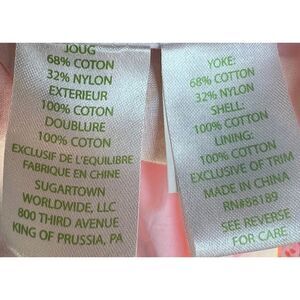 JOUG
68% COTON
32% NYLON
EXTERIEUR
100% COTON
DOUBLURE
100% COTON
EXCLUSIF DE L'EQUILIBRE
FABRIQUE EN CHINE
SUGARTOWN
WORLDWIDE, LLC
800 THIRD AVENUE
KING OF PRUSSIA, PA
YOKE:
68% COTTON
32% NYLON
SHELL:
100% COTTON
LINING:
100% COTTON
EXCLUSIVE OF TRIM
MADE IN CHINA
RN#88189
SEE REVERSE
FOR CARE